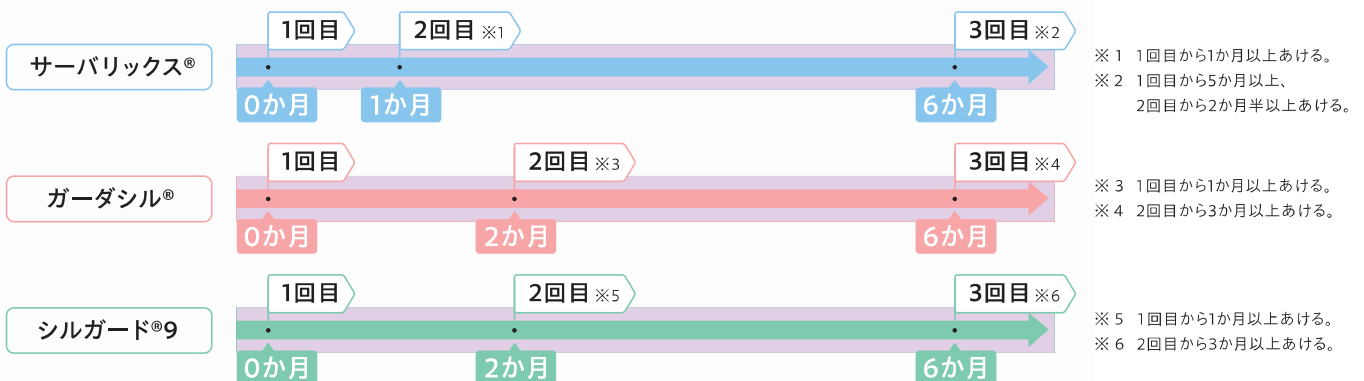 1回目
2回目 ※1
3回目 ※2
サーバリックス®
0か月
1か月
6か月
※1 1回目から1か月以上あける。
※2 1回目から5か月以上、
2回目から2か月半以上あける。
1回目
2回目 ※3
3回目 ※4
ガーダシル®
0か月
2か月
6か月
※3 1回目から1か月以上あける。
※4 2回目から3か月以上あける。
1回目
2回目 ※5
3回目 ※6
シルガード®9
0か月
2か月
6か月
※5 1回目から1か月以上あける。
※6 2回目から3か月以上あける。